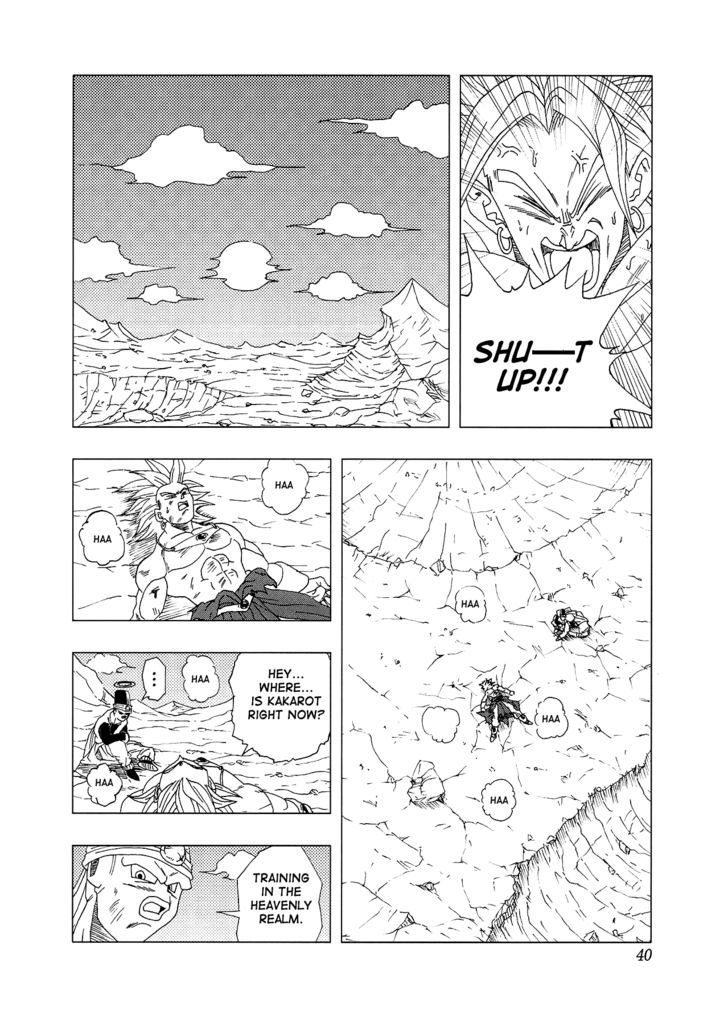 SHU—T
UP!!!
HAA
HAA
HAA
HAA
HAA
HEY...
WHERE...
IS KAKAROT
RIGHT NOW?
HAA
...
HAA
TRAINING
IN THE
HEAVENLY
REALM.
40